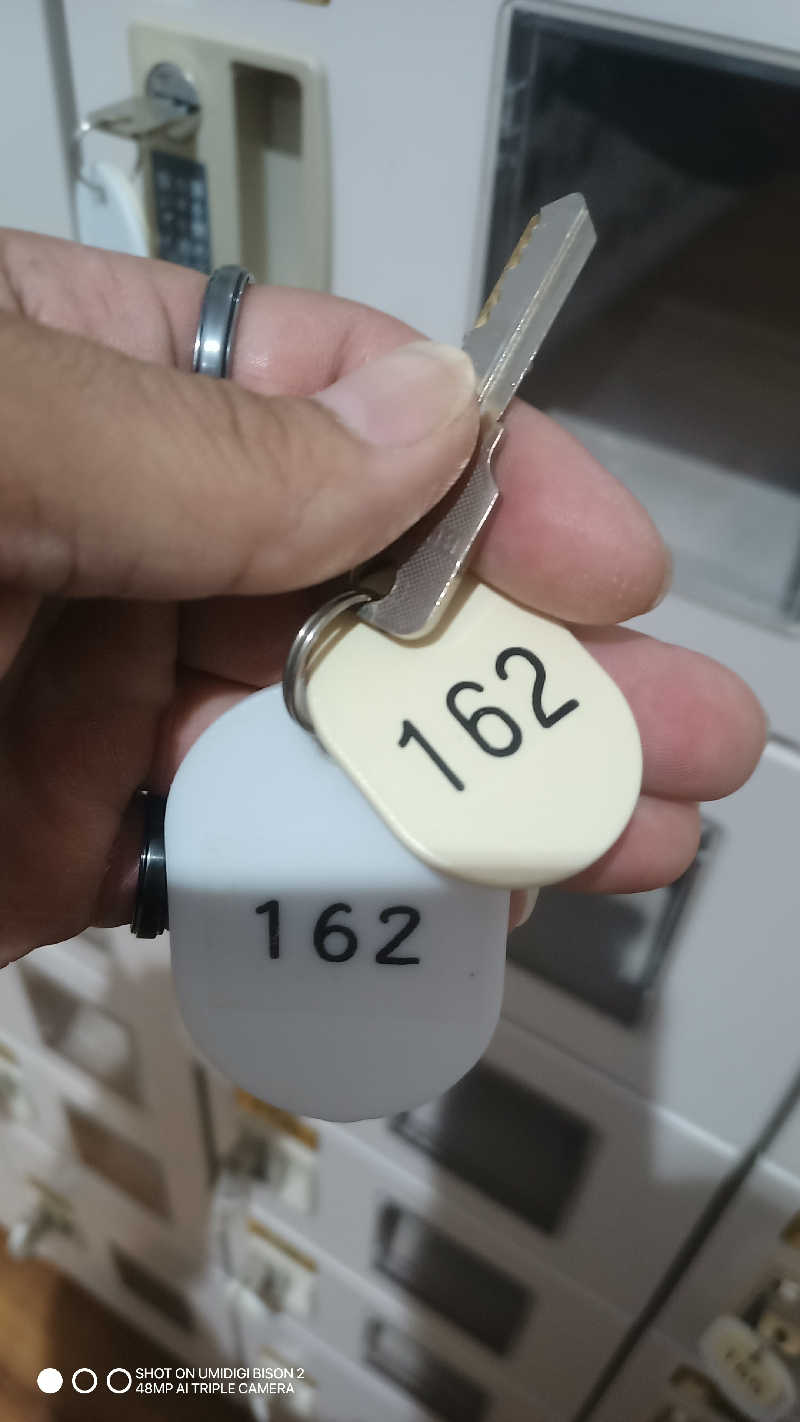 162
162
SHOT ON UMIDIGI BISON 2
48MP AI TRIPLE CAMERA